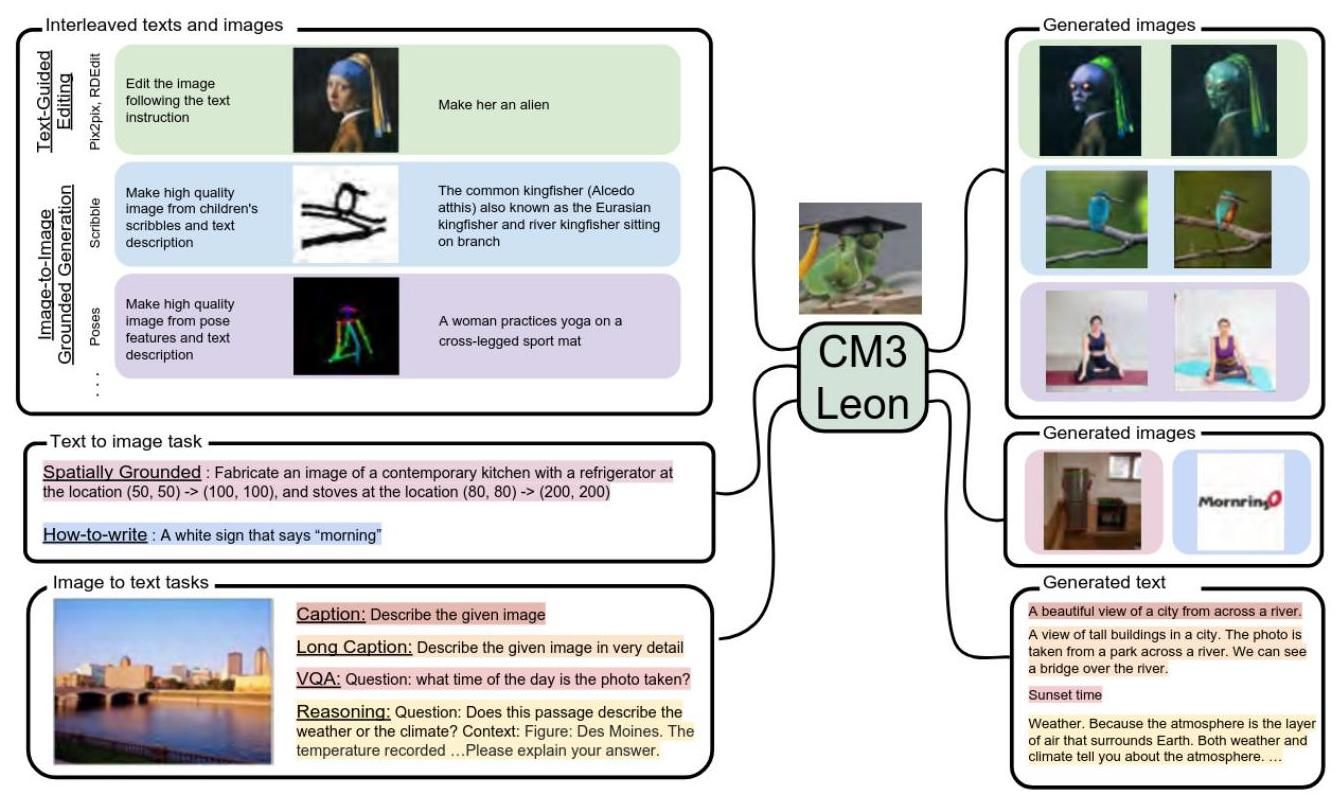 Interleaved texts and images
Text-Guided
Editing
Pix2pix, RDEdit
Edit the image
following the text
instruction
Make her an alien
Image-to-Image
Grounded Generation
Scribble
Make high quality
image from children's
scribbles and text
description
The common kingfisher (Alcedo
atthis) also known as the Eurasian
kingfisher and river kingfisher sitting
on branch
Poses
Make high quality
image from pose
features and text
description
A woman practices yoga on a
cross-legged sport mat
. . .
Text to image task
Spatially Grounded : Fabricate an image of a contemporary kitchen with a refrigerator at
the location (50, 50) -> (100, 100), and stoves at the location (80, 80) -> (200, 200)
How-to-write : A white sign that says “morning”
Image to text tasks
Caption: Describe the given image
Long Caption: Describe the given image in very detail
VQA: Question: what time of the day is the photo taken?
Reasoning: Question: Does this passage describe the
weather or the climate? Context: Figure: Des Moines. The
temperature recorded …Please explain your answer.
CM3
Leon
Generated images
Generated images
Mornring
Generated text
A beautiful view of a city from across a river.
A view of tall buildings in a city. The photo is
taken from a park across a river. We can see
a bridge over the river.
Sunset time
Weather. Because the atmosphere is the layer
of air that surrounds Earth. Both weather and
climate tell you about the atmosphere. …